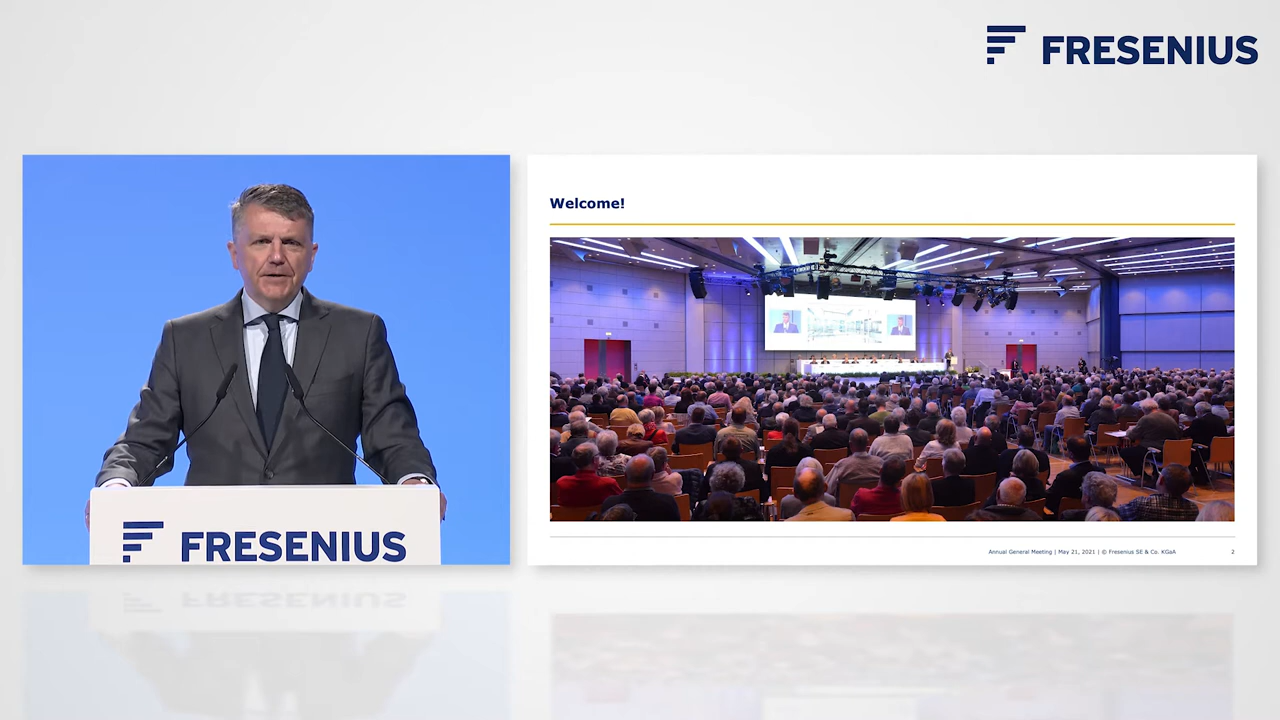 FRESENIUS
Welcome!
FRESENIUS
Annual General Meeting | May 21, 2021 | © Fresenius SE & Co. KGaA 2